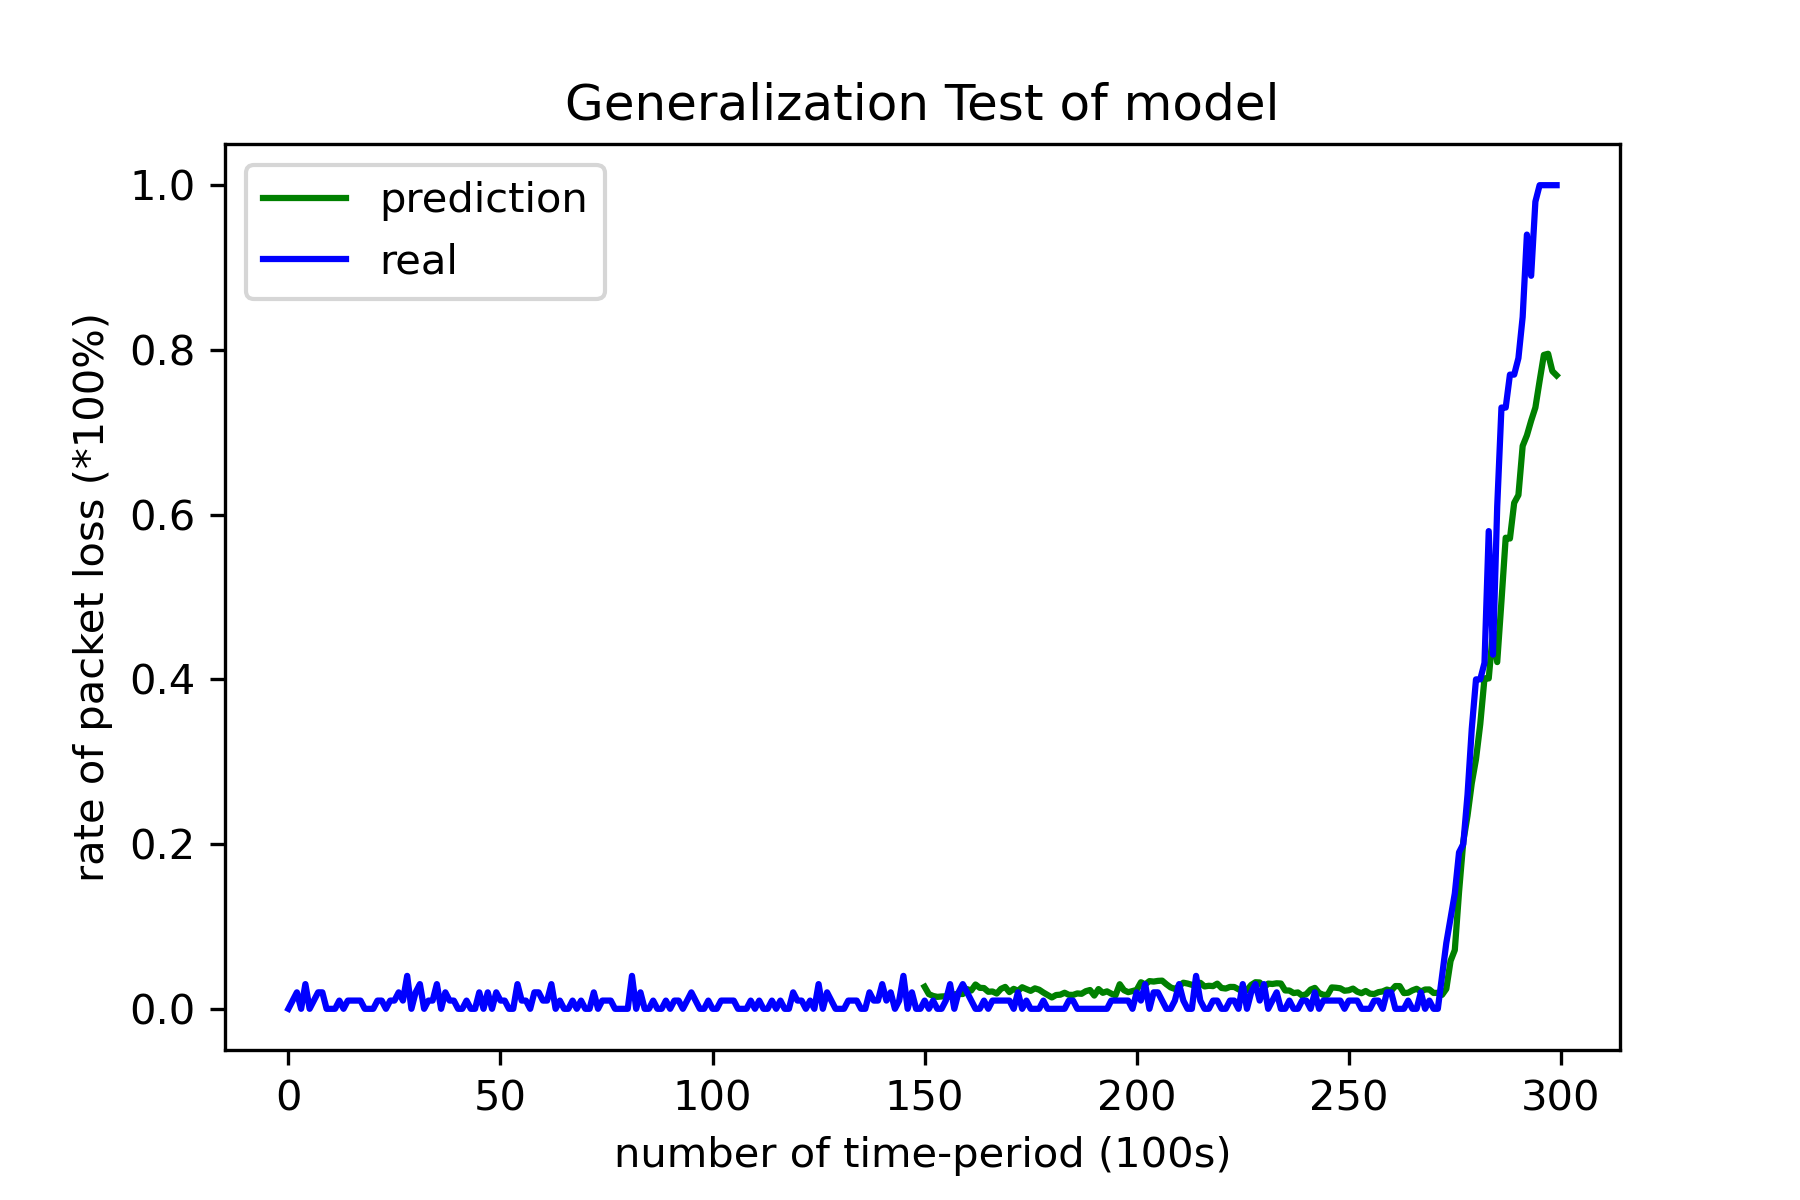 Generalization Test of model
prediction
real
rate of packet loss (*100%)
1.0
0.8
0.6
0.4
0.2
0.0
0 50 100 150 200 250 300
number of time-period (100s)